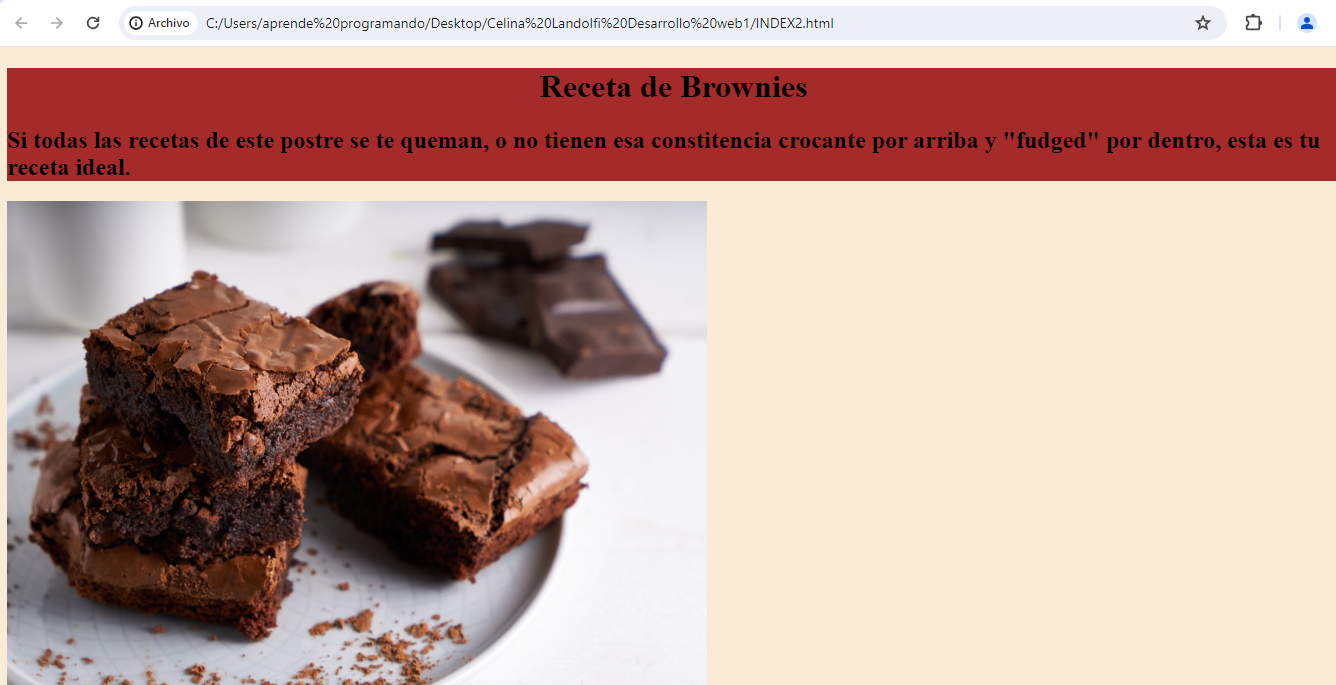 Archivo C:/Users/aprende%20programando/Desktop/Celina%20Landolfi%20Desarrollo%20web1/INDEX2.html
Receta de Brownies
Si todas las recetas de este postre se te queman, o no tienen esa constitencia crocante por arriba y "fudged" por dentro, esta es tu
receta ideal.